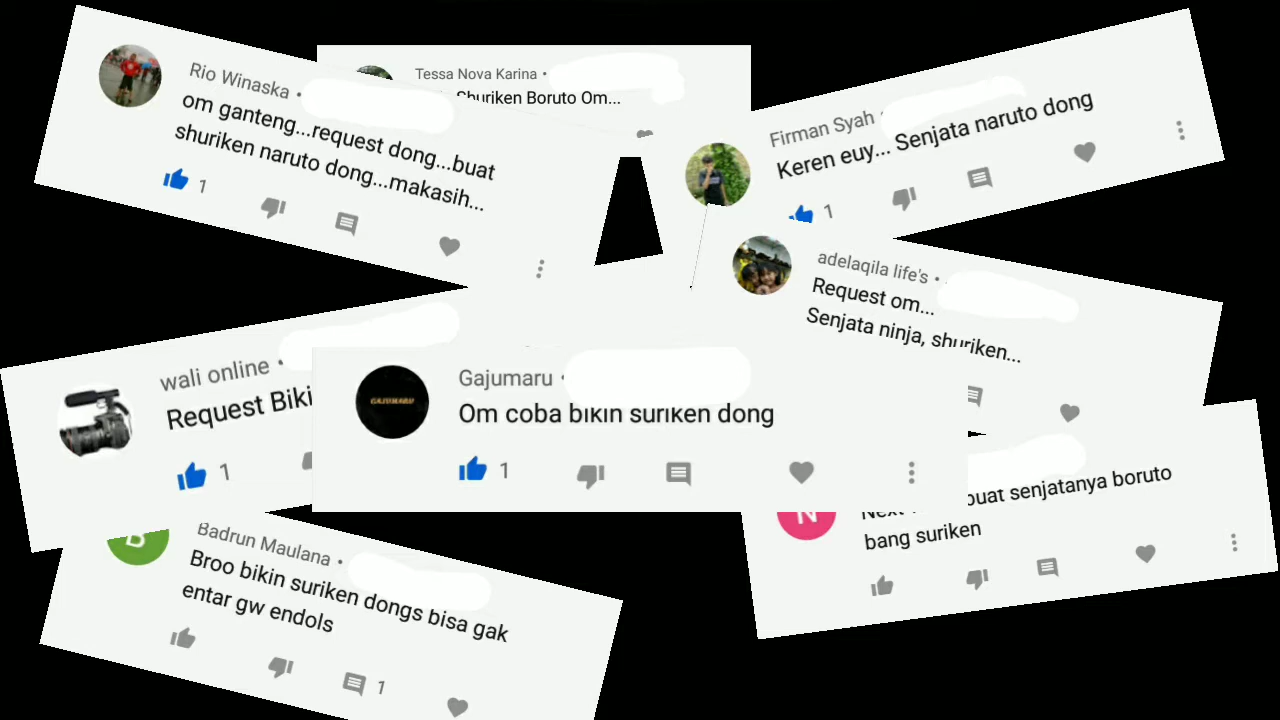 Rio Winaska •
om ganteng...request dong...buat
shuriken naruto dong...makasih...
1
Tessa Nova Karina •
Shuriken Boruto Om...
Firman Syah
Keren euy... Senjata naruto dong
1
adelaqila life's •
Request om...
Senjata ninja, shuriken...
wali online •
Request Biki
1
GAJUMARU
Gajumaru •
Om coba bikin suriken dong
1
N
Next
buat senjatanya boruto
bang suriken
B
Badrun Maulana •
Broo bikin suriken dongs bisa gak
entar gw endols
1